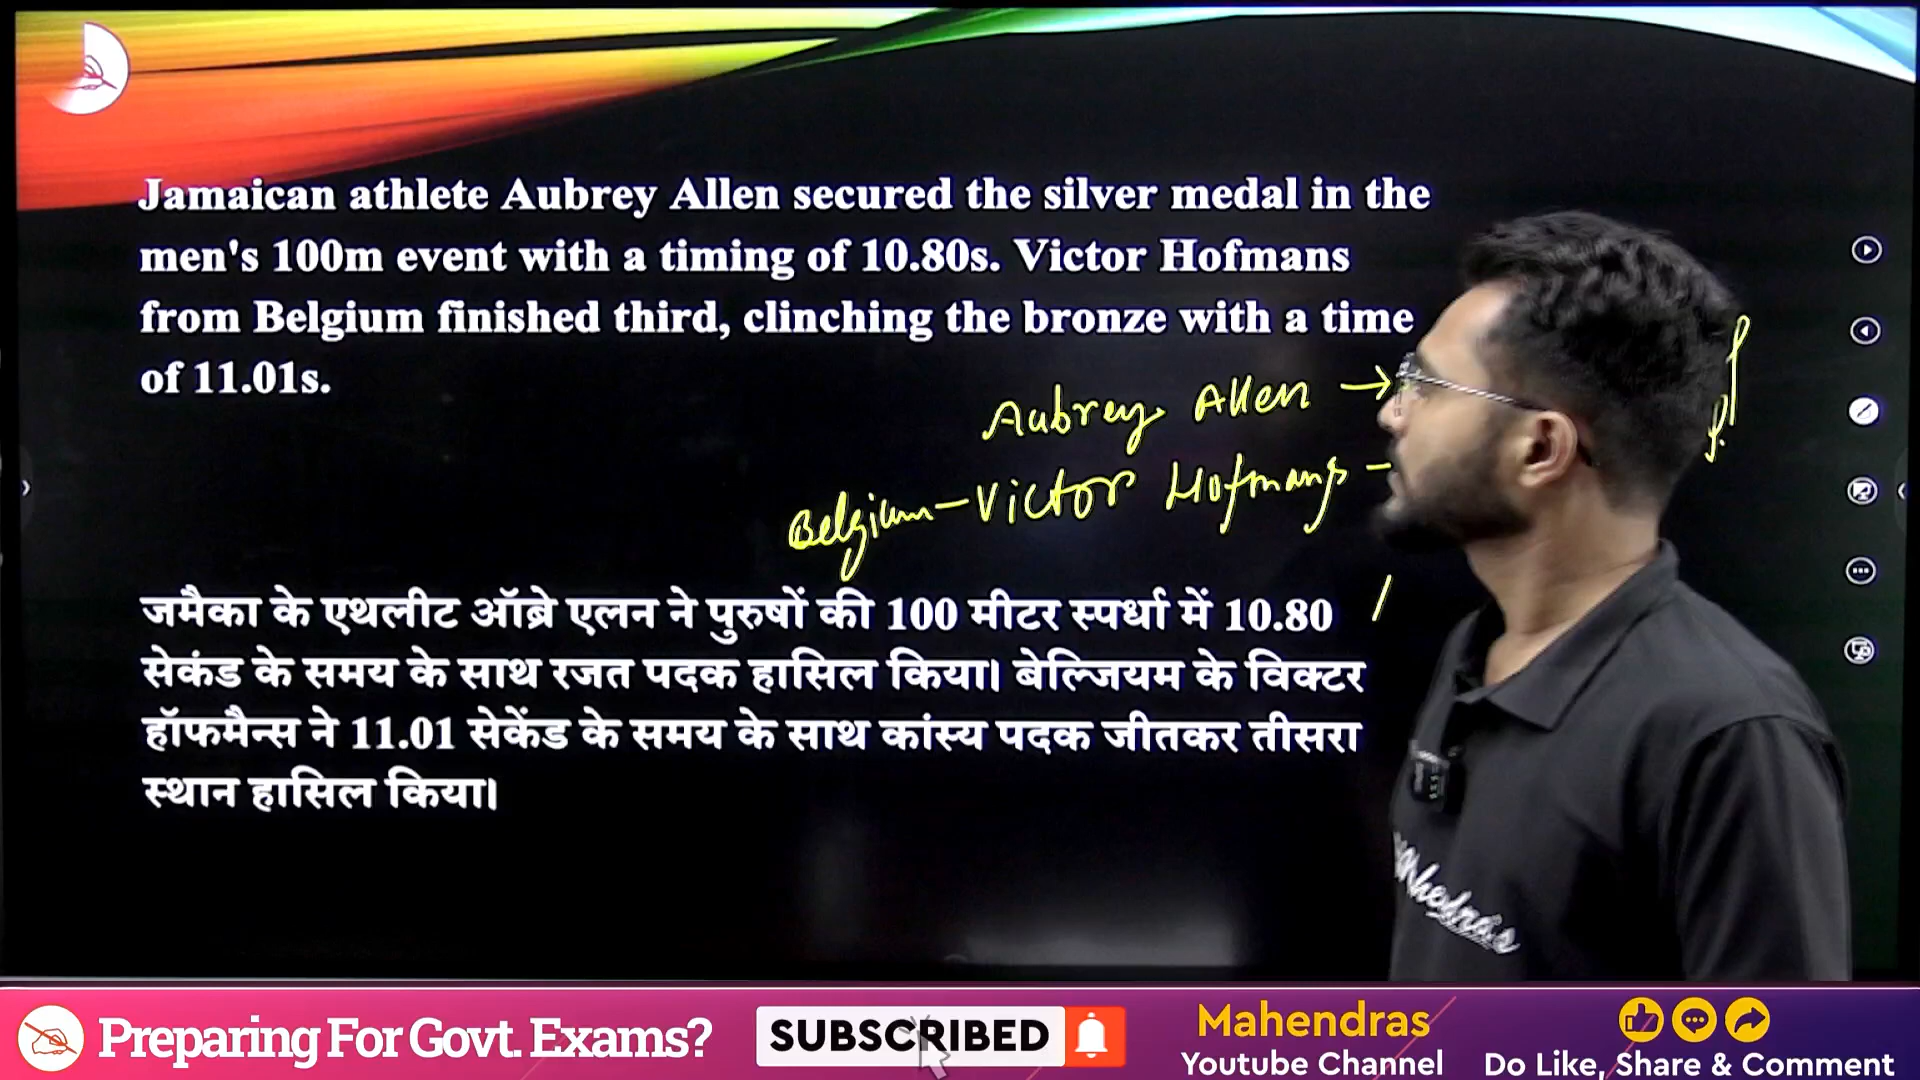 Jamaican athlete Aubrey Allen secured the silver medal in the
men's 100m event with a timing of 10.80s. Victor Hofmans
from Belgium finished third, clinching the bronze with a time
of 11.01s.
Aubrey Allen →
Belgium - Victor Hofmans -
जमैका के एथलीट ऑब्रे एलन ने पुरुषों की 100 मीटर स्पर्धा में 10.80
सेकंड के समय के साथ रजत पदक हासिल किया। बेल्जियम के विक्टर
हॉफमैन्स ने 11.01 सेकेंड के समय के साथ कांस्य पदक जीतकर तीसरा
स्थान हासिल किया।
Mahendras
Preparing For Govt. Exams?
SUBSCRIBED
Mahendras
Youtube Channel
Do Like, Share & Comment